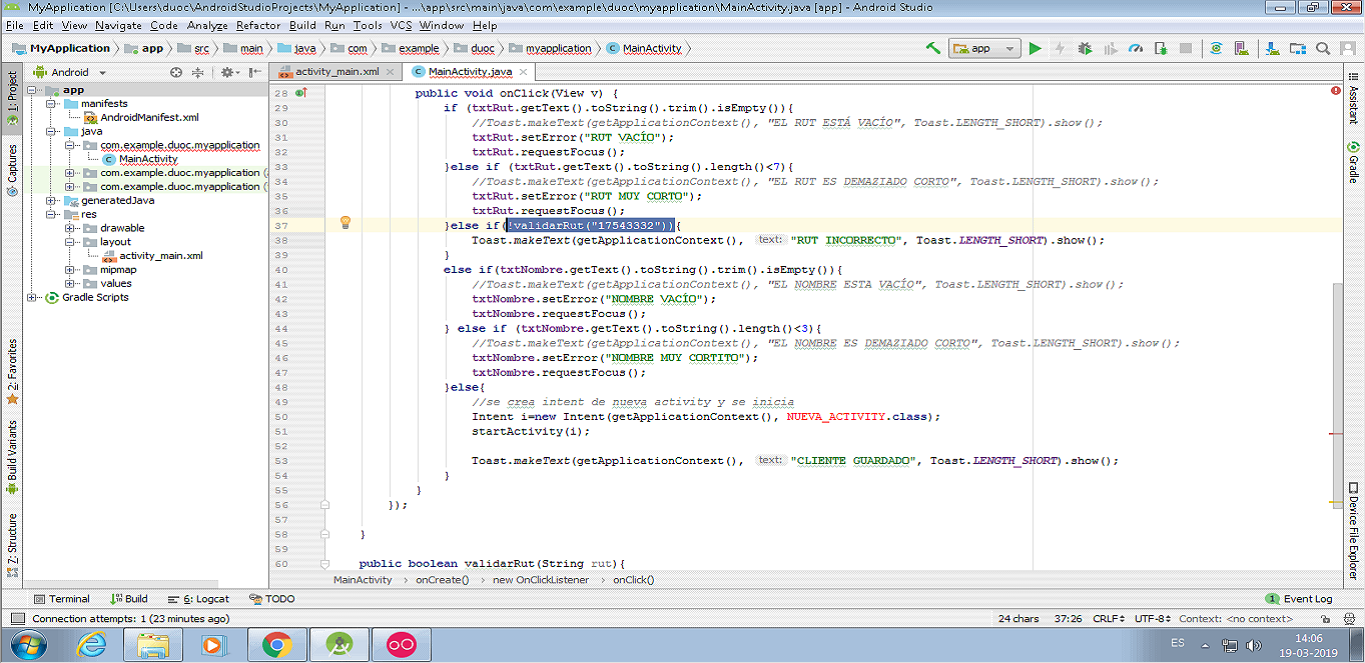 MyApplication [C:\Users\duoc\AndroidStudioProjects\MyApplication] - ...\app\src\main\java\com\example\duoc\myapplication\MainActivity.java [app] - Android Studio
File Edit View Navigate Code Analyze Refactor Build Run Tools VCS Window Help
MyApplication app src main java com example duoc myapplication MainActivity app
Android
activity_main.xml MainActivity.java
app
manifests
AndroidManifest.xml
java
com.example.duoc.myapplication
MainActivity
com.example.duoc.myapplication (
com.example.duoc.myapplication (
generatedJava
res
drawable
layout
activity_main.xml
mipmap
values
Gradle Scripts
1: Project
Captures
2: Favorites
Build Variants
Z: Structure
28 public void onClick(View v) {
29 if (txtRut.getText().toString().trim().isEmpty()){
30 //Toast.makeText(getApplicationContext(), "EL RUT ESTÁ VACÍO", Toast.LENGTH_SHORT).show();
31 txtRut.setError("RUT VACÍO");
32 txtRut.requestFocus();
33 }else if (txtRut.getText().toString().length()<7){
34 //Toast.makeText(getApplicationContext(), "EL RUT ES DEMAZIADO CORTO", Toast.LENGTH_SHORT).show();
35 txtRut.setError("RUT MUY CORTO");
36 txtRut.requestFocus();
37 }else if(!validarRut("17543332")){
38 Toast.makeText(getApplicationContext(), text: "RUT INCORRECTO", Toast.LENGTH_SHORT).show();
39 }
40 else if(txtNombre.getText().toString().trim().isEmpty()){
41 //Toast.makeText(getApplicationContext(), "EL NOMBRE ESTA VACÍO", Toast.LENGTH_SHORT).show();
42 txtNombre.setError("NOMBRE VACÍO");
43 txtNombre.requestFocus();
44 } else if (txtNombre.getText().toString().length()<3){
45 //Toast.makeText(getApplicationContext(), "EL NOMBRE ES DEMAZIADO CORTO", Toast.LENGTH_SHORT).show();
46 txtNombre.setError("NOMBRE MUY CORTITO");
47 txtNombre.requestFocus();
48 }else{
49 //se crea intent de nueva activity y se inicia
50 Intent i=new Intent(getApplicationContext(), NUEVA_ACTIVITY.class);
51 startActivity(i);
52
53 Toast.makeText(getApplicationContext(), text: "CLIENTE GUARDADO", Toast.LENGTH_SHORT).show();
54 }
55 }
56 });
57
58 }
59
60 public boolean validarRut(String rut){
MainActivity onCreate() new OnClickListener onClick()
Assistant
Gradle
Device File Explorer
Terminal Build 6: Logcat TODO Event Log
Connection attempts: 1 (23 minutes ago) 24 chars 37:26 CRLF UTF-8 Context: <no context>
ES 14:06
19-03-2019